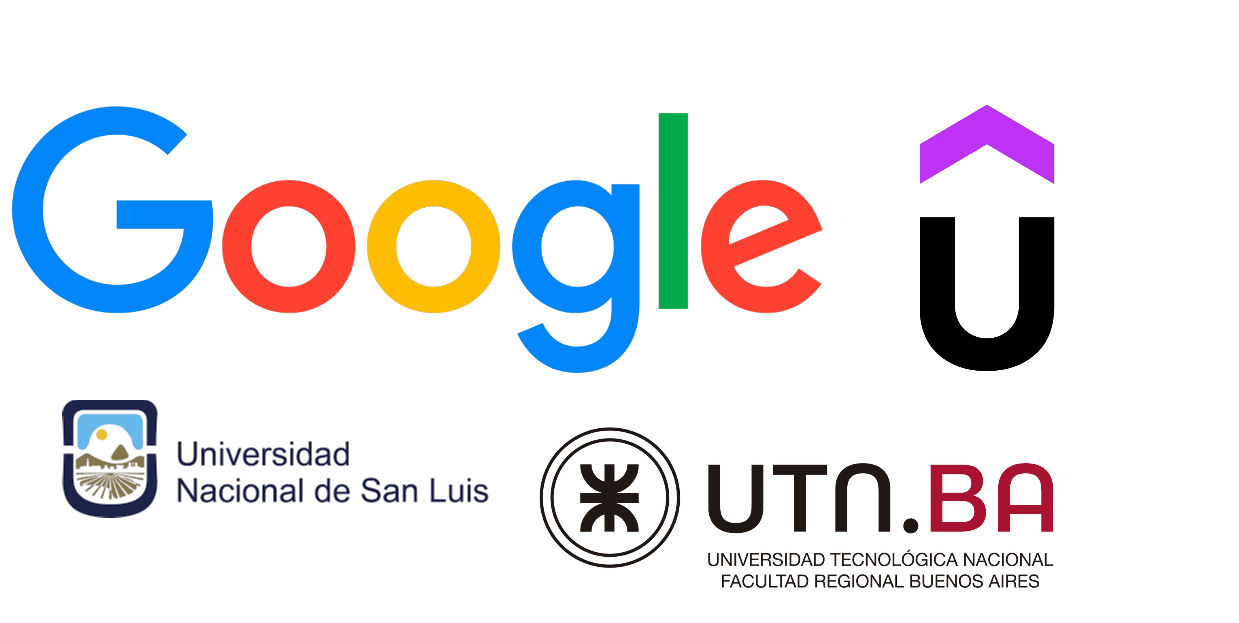 Google
u
Universidad
Nacional de San Luis
UTN.BA
UNIVERSIDAD TECNOLÓGICA NACIONAL
FACULTAD REGIONAL BUENOS AIRES